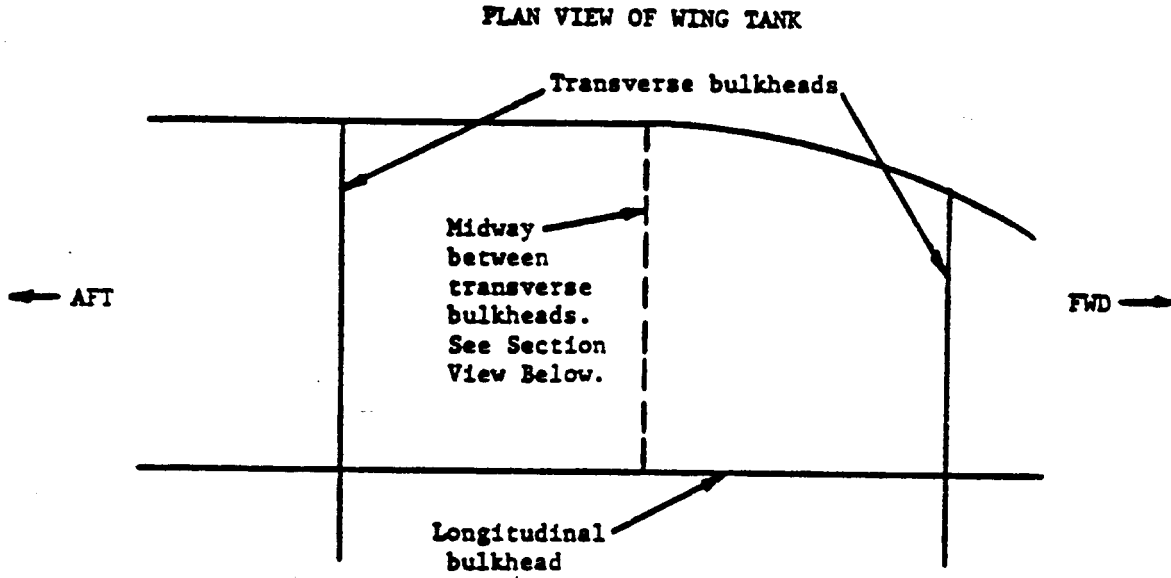 PLAN VIEW OF WING TANK
Transverse bulkheads
Midway
between
transverse
bulkheads.
See Section
View Below.
AFT
FWD
Longitudinal
bulkhead